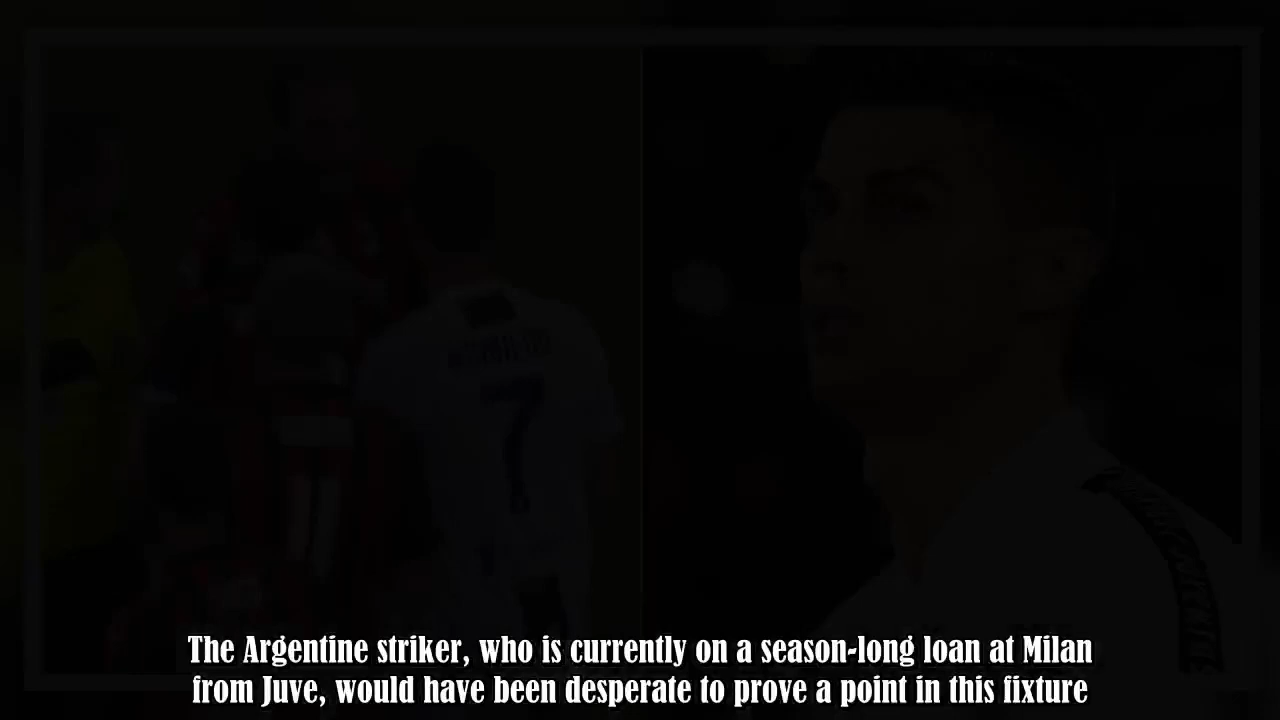 7
The Argentine striker, who is currently on a season-long loan at Milan
from Juve, would have been desperate to prove a point in this fixture